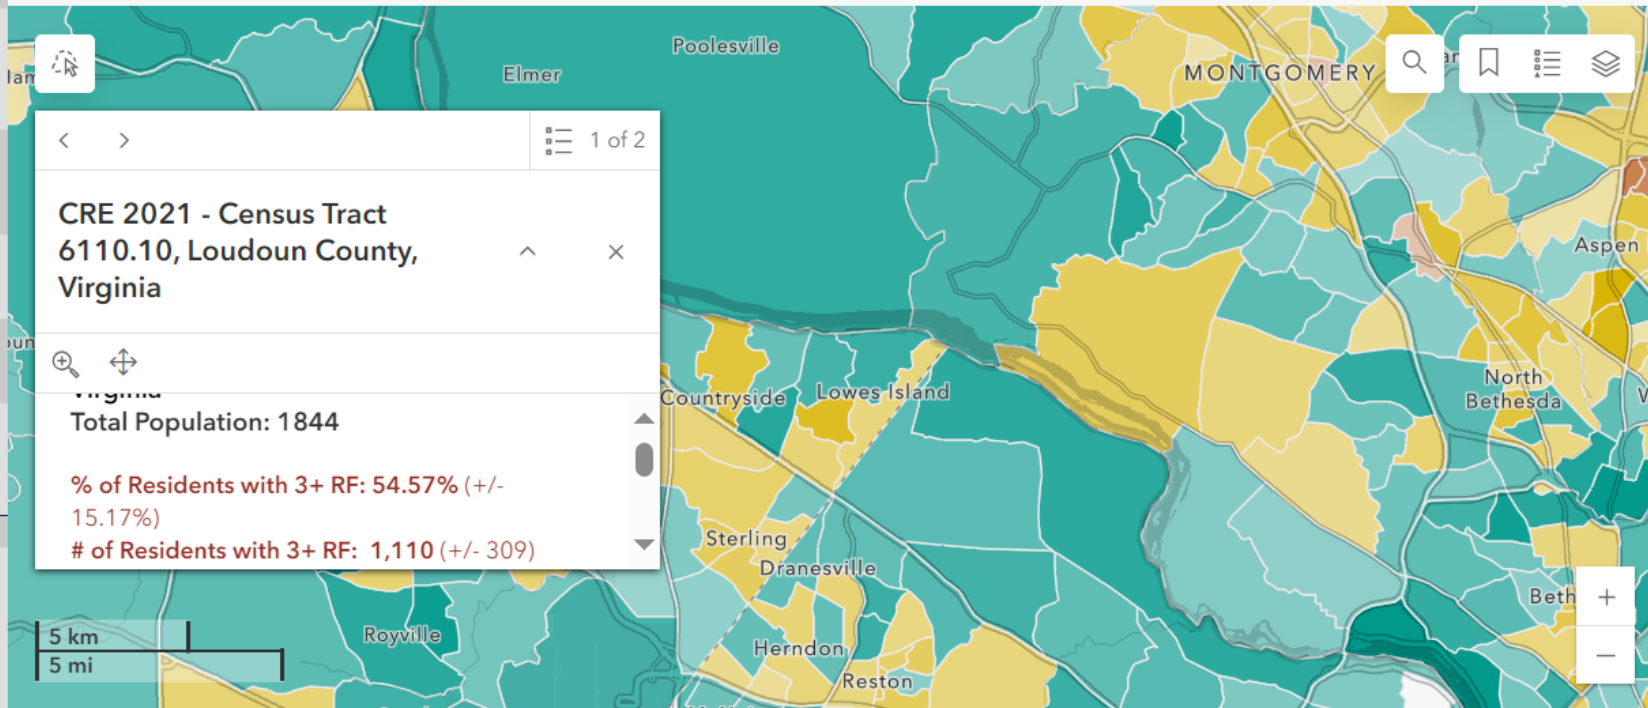 Poolesville
Elmer
MONTGOMERY
1 of 2
CRE 2021 - Census Tract
6110.10, Loudoun County,
Virginia
Aspen
Virginia
Total Population: 1844
% of Residents with 3+ RF: 54.57% (+/-
15.17%)
# of Residents with 3+ RF: 1,110 (+/- 309)
Countryside
Lowes Island
North
Bethesda
Sterling
Dranesville
Beth
5 km
5 mi
Royville
Herndon
Reston